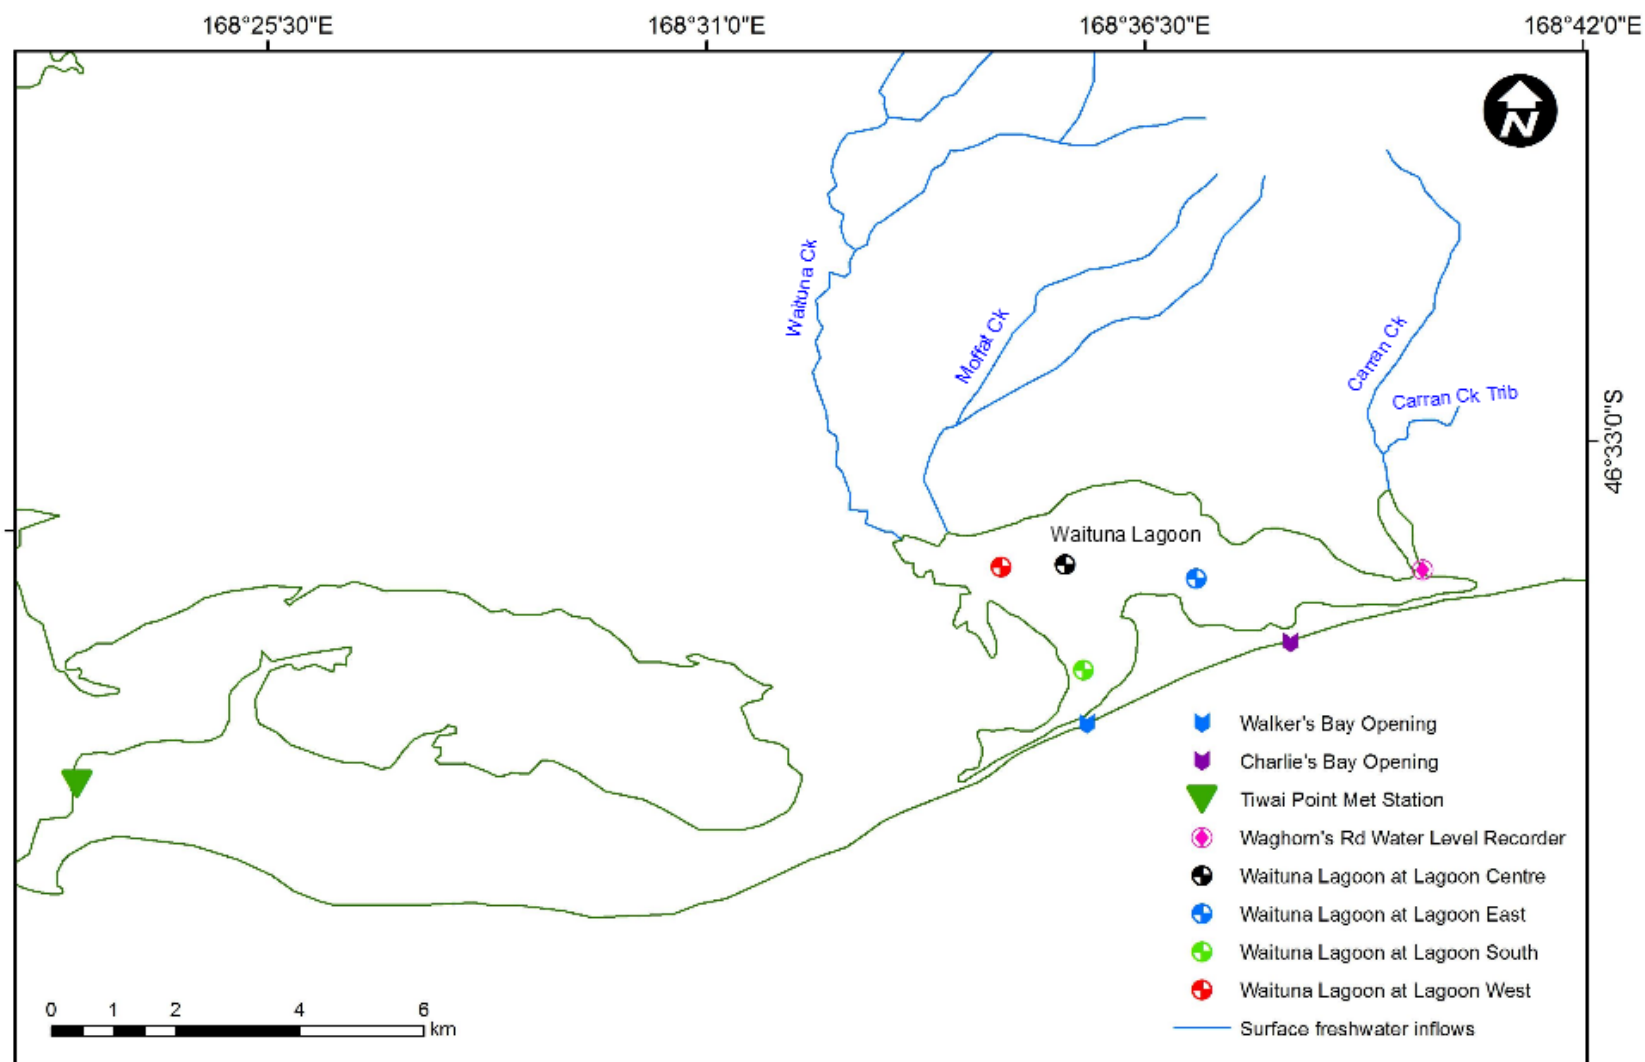 168°25'30"E 168°31'0"E 168°36'30"E 168°42'0"E
N
Waituna Ck
Moffat Ck
Carran Ck
Carran Ck Trib
46°33'0"S
Waituna Lagoon
Walker's Bay Opening
Charlie's Bay Opening
Tiwai Point Met Station
Waghorn's Rd Water Level Recorder
Waituna Lagoon at Lagoon Centre
Waituna Lagoon at Lagoon East
Waituna Lagoon at Lagoon South
Waituna Lagoon at Lagoon West
Surface freshwater inflows
0 1 2 4 6
km